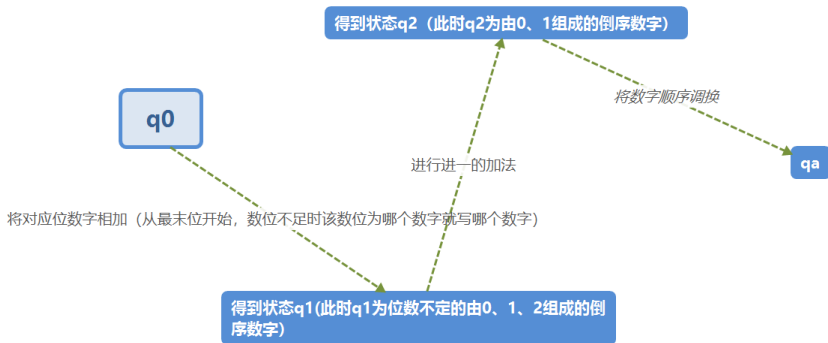 得到状态q2（此时q2为由0、1组成的倒序数字）
将数字顺序调换
q0
qa
进行进一的加法
将对应位数字相加（从最末位开始，数位不足时该数位为哪个数字就写哪个数字）
得到状态q1(此时q1为位数不定的由0、1、2组成的倒
序数字）